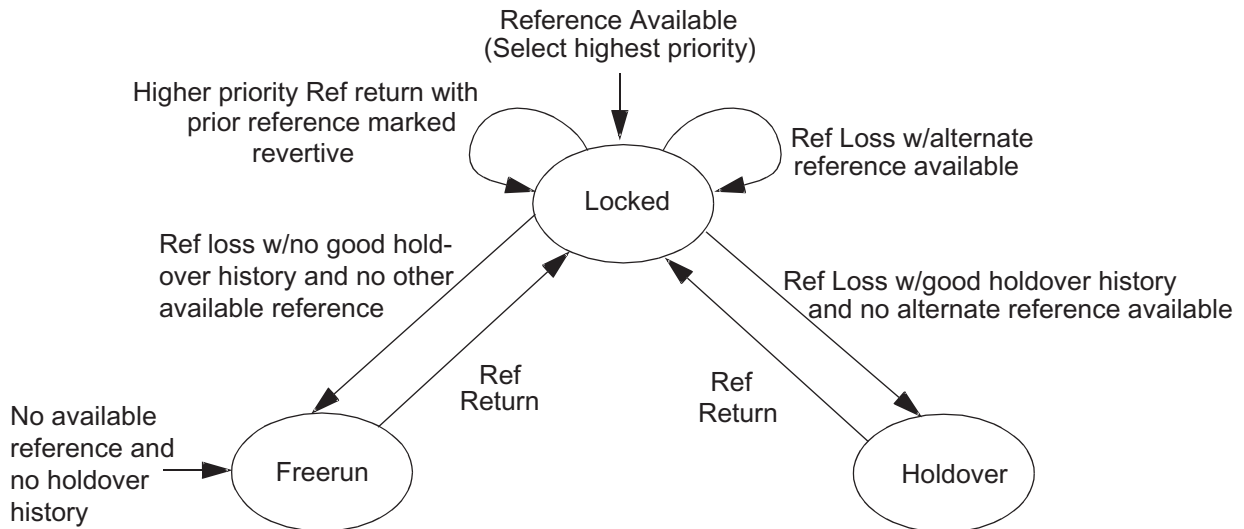 Reference Available
(Select highest priority)
Higher priority Ref return with
prior reference marked
revertive
Ref Loss w/alternate
reference available
Locked
Ref loss w/no good hold-
over history and no other
available reference
Ref Loss w/good holdover history
and no alternate reference available
Ref
Return
Ref
Return
No available
reference and
no holdover
history
Freerun
Holdover